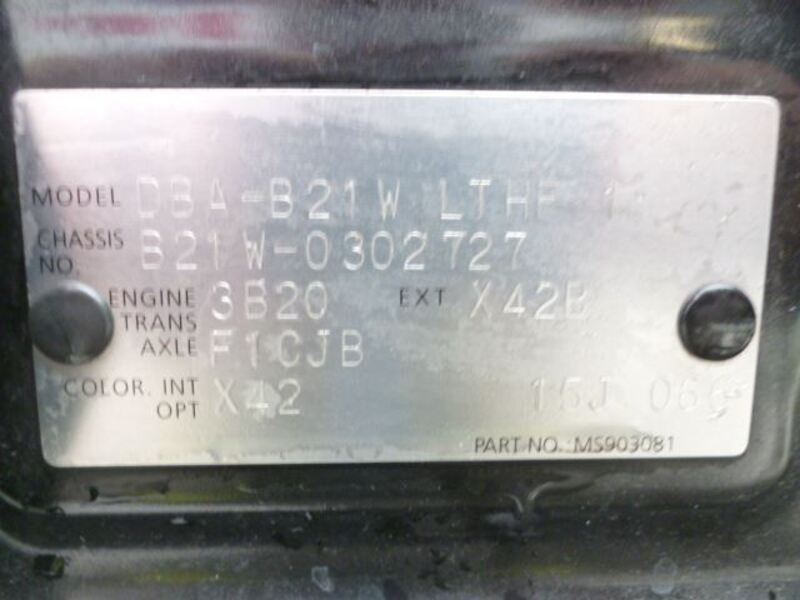 MODEL DBA-B21W LTHF 1
CHASSIS NO. B21W-0302727
ENGINE 3B20 EXT X42B
TRANS AXLE F1CJB
COLOR. INT OPT X42 15J
PART NO. MS903081